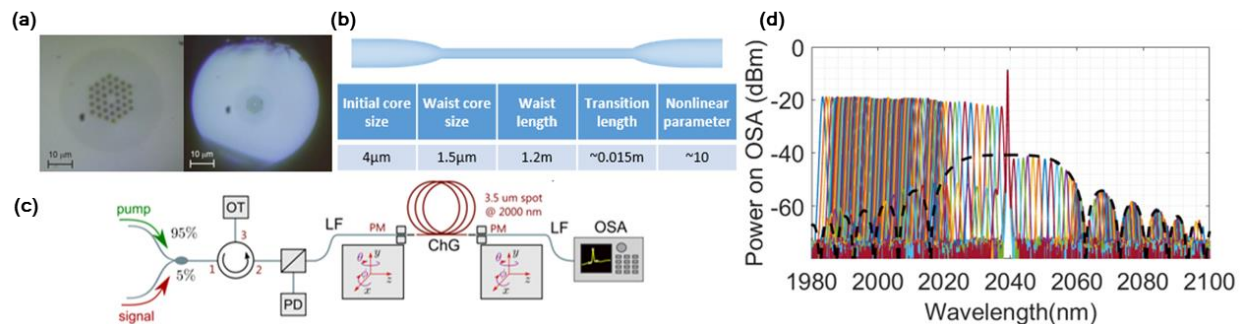 (a)
10 μm
10 μm
(b)
Initial core size
Waist core size
Waist length
Transition length
Nonlinear parameter
4μm
1.5μm
1.2m
~0.015m
~10
(c)
pump
95%
5%
signal
OT
1
2
3
PD
LF
PM
θ
y
ϕ
x
z
ChG
3.5 um spot
@ 2000 nm
PM
θ
y
ϕ
x
z
LF
OSA
(d)
Power on OSA (dBm)
0
-20
-40
-60
1980
2000
2020
2040
2060
2080
2100
Wavelength(nm)